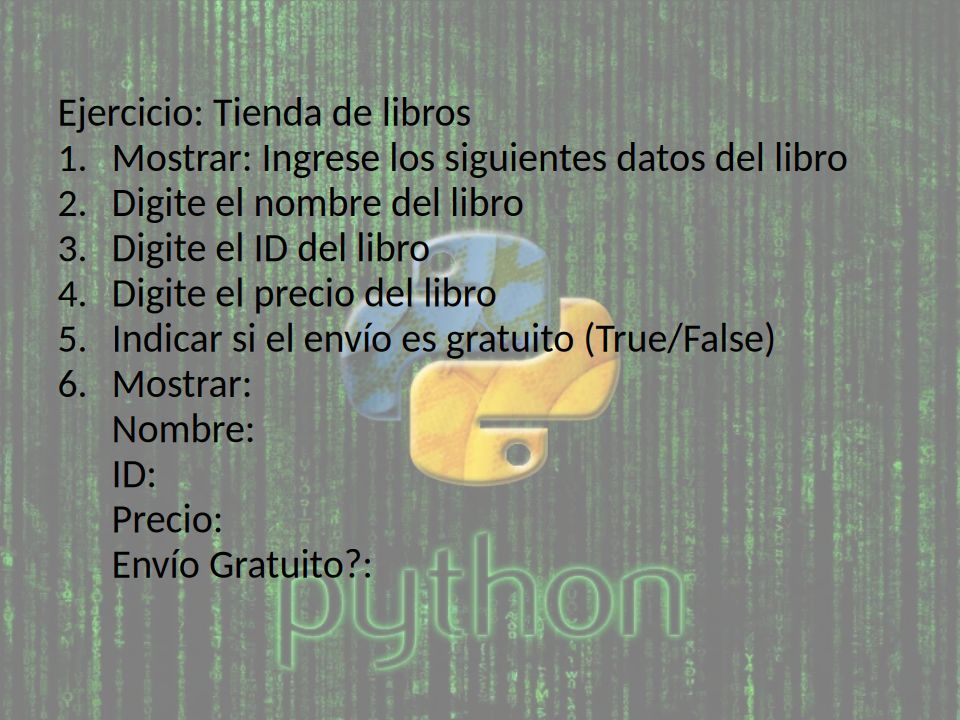 Ejercicio: Tienda de libros
1. Mostrar: Ingrese los siguientes datos del libro
2. Digite el nombre del libro
3. Digite el ID del libro
4. Digite el precio del libro
5. Indicar si el envío es gratuito (True/False)
6. Mostrar:
Nombre:
ID:
Precio:
Envío Gratuito?:
python